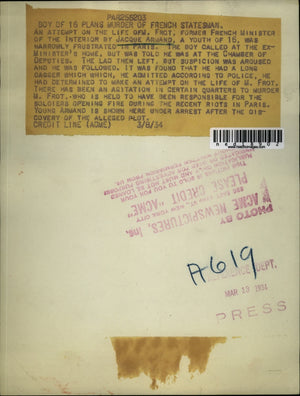 PAR256203
BOY OF 16 PLANS MURDER OF FRENCH STATESMAN.
AN ATTEMPT ON THE LIFE OFM. FROT, FORMER FRENCH MINISTER
OF THE INTERIOR BY JACQUE ARMAND, A YOUTH OF 16, WAS
NARROWLY FRUSTRATED IN PARIS. THE BOY CALLED AT THE EX-
MINISTER'S HOME, BUT WAS TOLD HE WAS AT THE CHAMBER OF
DEPUTIES. THE LAD THEN LEFT, BUT SUSPICION WAS AROUSED
AND HE WAS FOLLOWED. IT WAS FOUND THAT HE HAD A LONG
DAGGER WHICH WHICH, HE ADMITTED ACCORDING TO POLICE, HE
HAD DETERMINED TO MAKE AN ATTEMPT ON THE LIFE OF M. FROT.
THERE HAS BEEN AN AGITATION IN CERTAIN QUARTERS TO MURDER
M. FROT, WHO IS HELD TO HAVE BEEN RESPONSIBLE FOR THE
SOLDIERS OPENING FIRE DURING THE RECENT RIOTS IN PARIS.
YOUNG ARMAND IS SHOWN HERE UNDER ARREST AFTER THE DIS-
COVERY OF THE ALLEGED PLOT.
CREDIT LINE (ACME) 3/8/34
PHOTO BY
ACME NEWSPICTURES, Inc.
NEW YORK CITY
PLEASE CREDIT "ACME"
A619
DEPT.
MAR 13 1934
PRESS